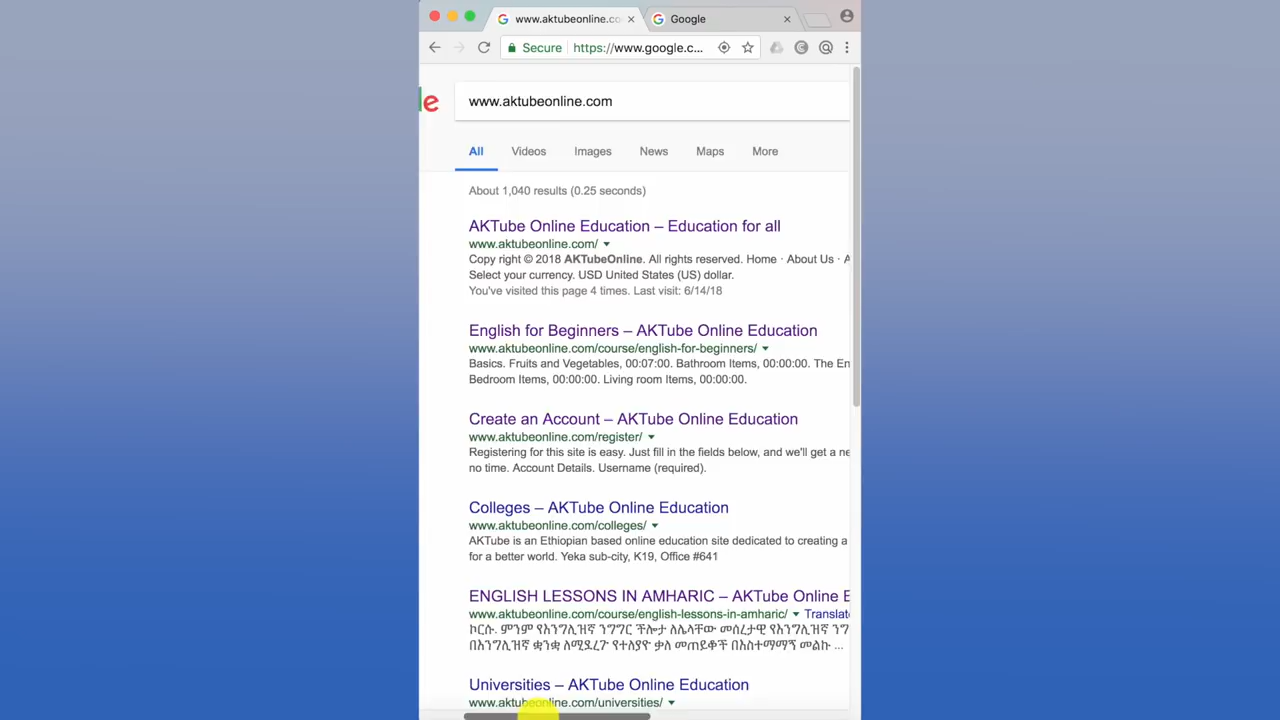 www.aktubeonline.co
Google
Secure https://www.google.c...
le
www.aktubeonline.com
All Videos Images News Maps More
About 1,040 results (0.25 seconds)
AKTube Online Education – Education for all
www.aktubeonline.com/
Copy right © 2018 AKTubeOnline. All rights reserved. Home · About Us · A
Select your currency. USD United States (US) dollar.
You've visited this page 4 times. Last visit: 6/14/18
English for Beginners – AKTube Online Education
www.aktubeonline.com/course/english-for-beginners/
Basics. Fruits and Vegetables, 00:07:00. Bathroom Items, 00:00:00. The En
Bedroom Items, 00:00:00. Living room Items, 00:00:00.
Create an Account – AKTube Online Education
www.aktubeonline.com/register/
Registering for this site is easy. Just fill in the fields below, and we'll get a ne
no time. Account Details. Username (required).
Colleges – AKTube Online Education
www.aktubeonline.com/colleges/
AKTube is an Ethiopian based online education site dedicated to creating a
for a better world. Yeka sub-city, K19, Office #641
ENGLISH LESSONS IN AMHARIC – AKTube Online E
www.aktubeonline.com/course/english-lessons-in-amharic/ Translate
ኮርሱ. ምንም የእንግሊዝኛ ንግግር ችሎታ ለሌላቸው መሰረታዊ የእንግሊዝኛ ንግ
በእንግሊዝኛ ቋንቋ ለሚደረጉ የተለያዮ ቃለ መጠይቆች በአስተማማኝ መልኩ ...
Universities – AKTube Online Education
www.aktubeonline.com/universities/